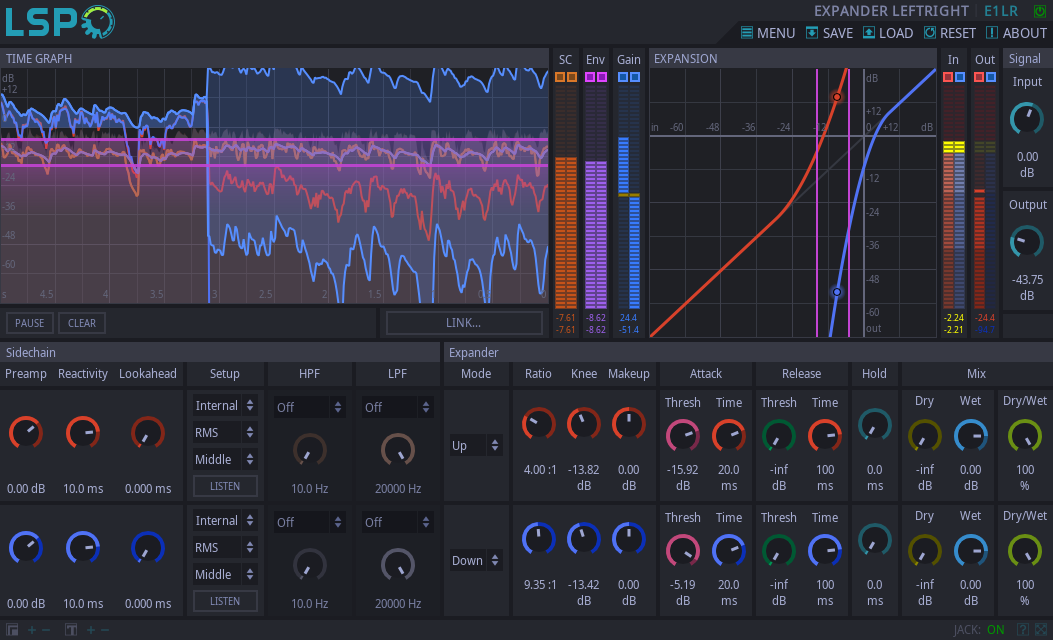 LSP
EXPANDER LEFTRIGHT E1LR
MENU SAVE LOAD RESET ABOUT
TIME GRAPH
SC Env Gain
EXPANSION
In Out
Signal
dB
+12
-24
-36
-48
-60
s 4.5 4 3.5 3 2.5 2 1.5
in -60 -48 -36 -24 -12 0 +12 dB
dB
+12
-12
-24
-36
-48
-60
out
Input
0.00
dB
Output
-43.75
dB
-7.61 -8.62 24.4 -2.24 -24.4
-7.61 -8.62 -51.4 -2.21
PAUSE CLEAR LINK...
Sidechain
Expander
Preamp Reactivity Lookahead Setup HPF LPF Mode Ratio Knee Makeup Attack Release Hold Mix
Internal Off Off
RMS
Middle
LISTEN
0.00 dB 10.0 ms 0.000 ms 10.0 Hz 20000 Hz
Up
4.00 :1 -13.82 dB 0.00 dB
Thresh Time Thresh Time Dry Wet Dry/Wet
-15.92 dB 20.0 ms -inf dB 100 ms 0.0 ms -inf dB 0.00 dB 100 %
Internal Off Off
RMS
Middle
LISTEN
0.00 dB 10.0 ms 0.000 ms 10.0 Hz 20000 Hz
Down
9.35 :1 -13.42 dB 0.00 dB
Thresh Time Thresh Time Dry Wet Dry/Wet
-5.19 dB 20.0 ms -inf dB 100 ms 0.0 ms -inf dB 0.00 dB 100 %
JACK: ON